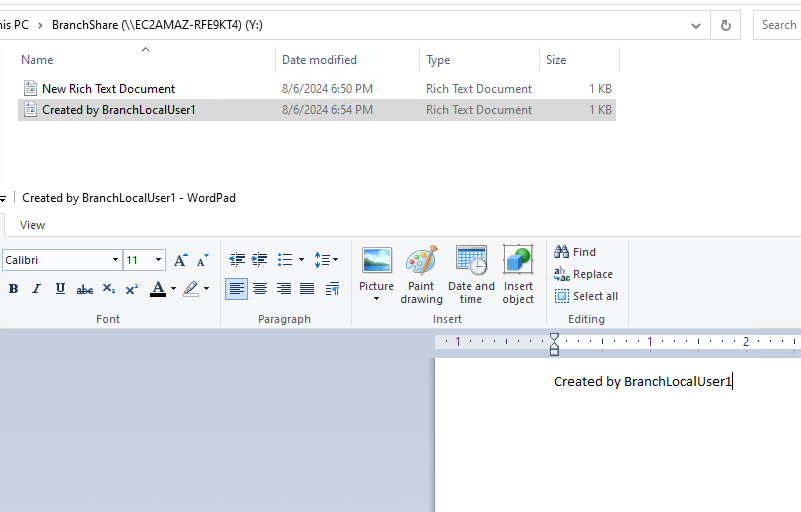 his PC > BranchShare (\\EC2AMAZ-RFE9KT4) (Y:)
Search
Name Date modified Type Size
New Rich Text Document 8/6/2024 6:50 PM Rich Text Document 1 KB
Created by BranchLocalUser1 8/6/2024 6:54 PM Rich Text Document 1 KB
Created by BranchLocalUser1 - WordPad
View
Calibri 11 A A
B I U abc X₂ X² A
Picture
Paint drawing
Date and time
Insert object
Find
Replace
Select all
Font Paragraph Insert Editing
1 1 2
Created by BranchLocalUser1